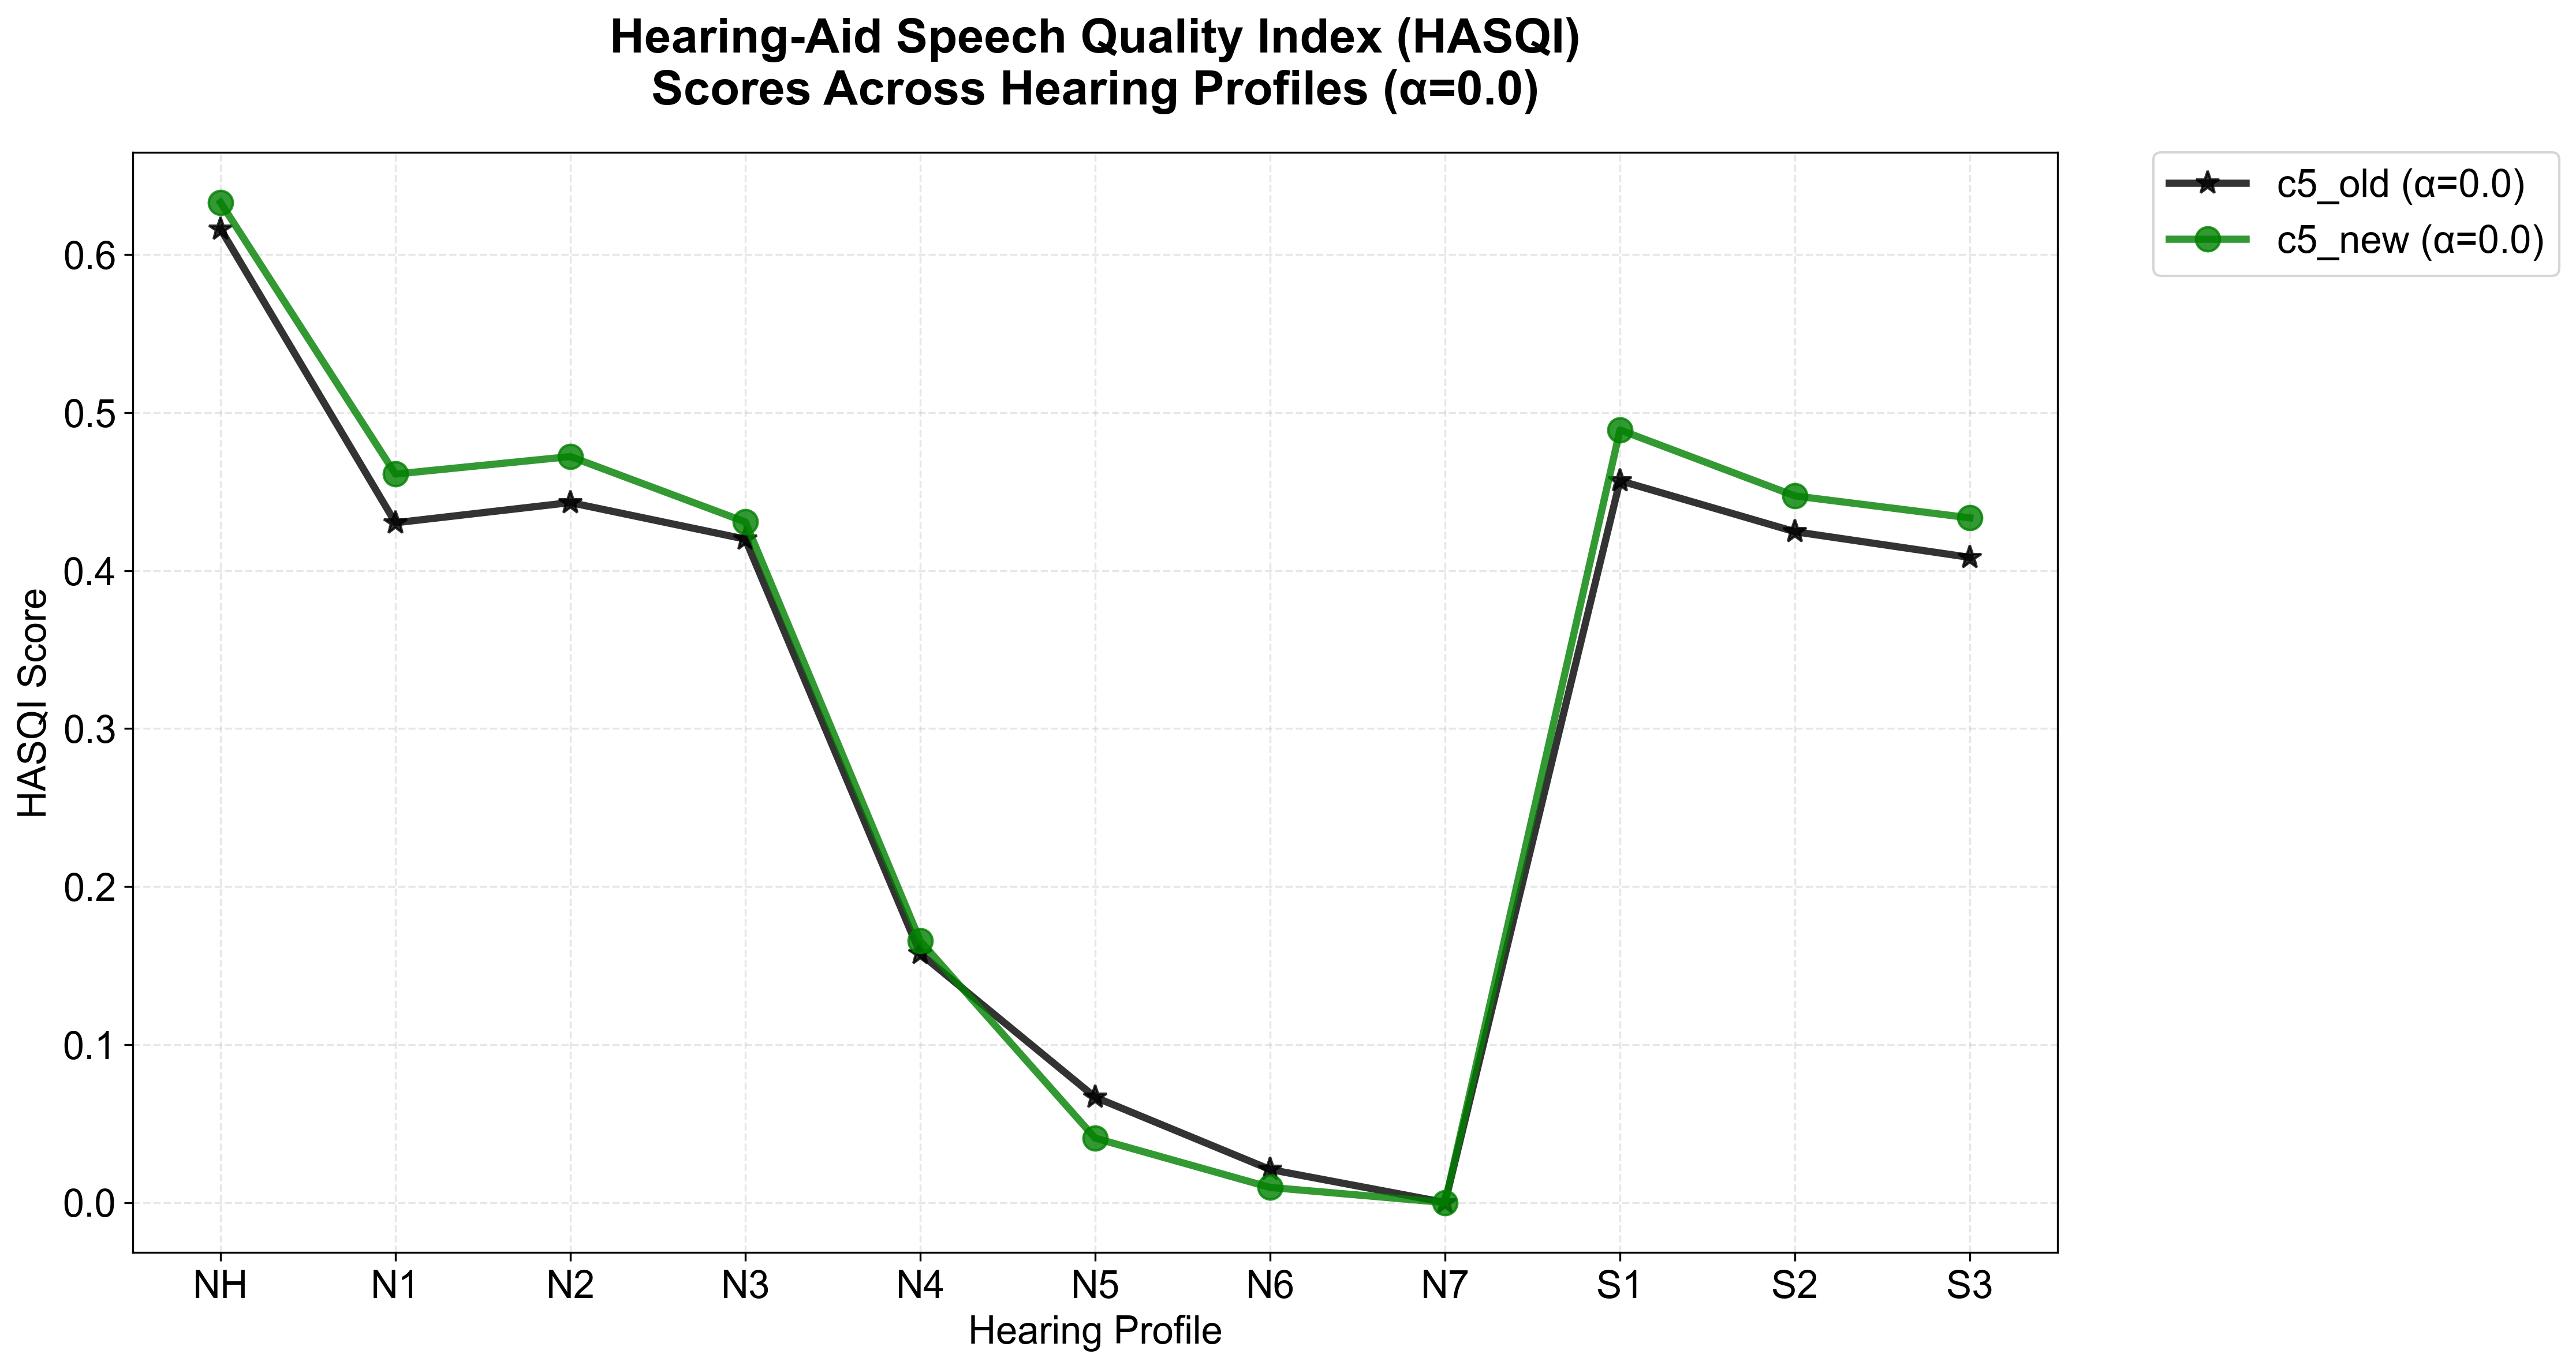 Hearing-Aid Speech Quality Index (HASQI)
Scores Across Hearing Profiles (α=0.0)
c5_old (α=0.0)
c5_new (α=0.0)
HASQI Score
0.6
0.5
0.4
0.3
0.2
0.1
0.0
NH N1 N2 N3 N4 N5 N6 N7 S1 S2 S3
Hearing Profile